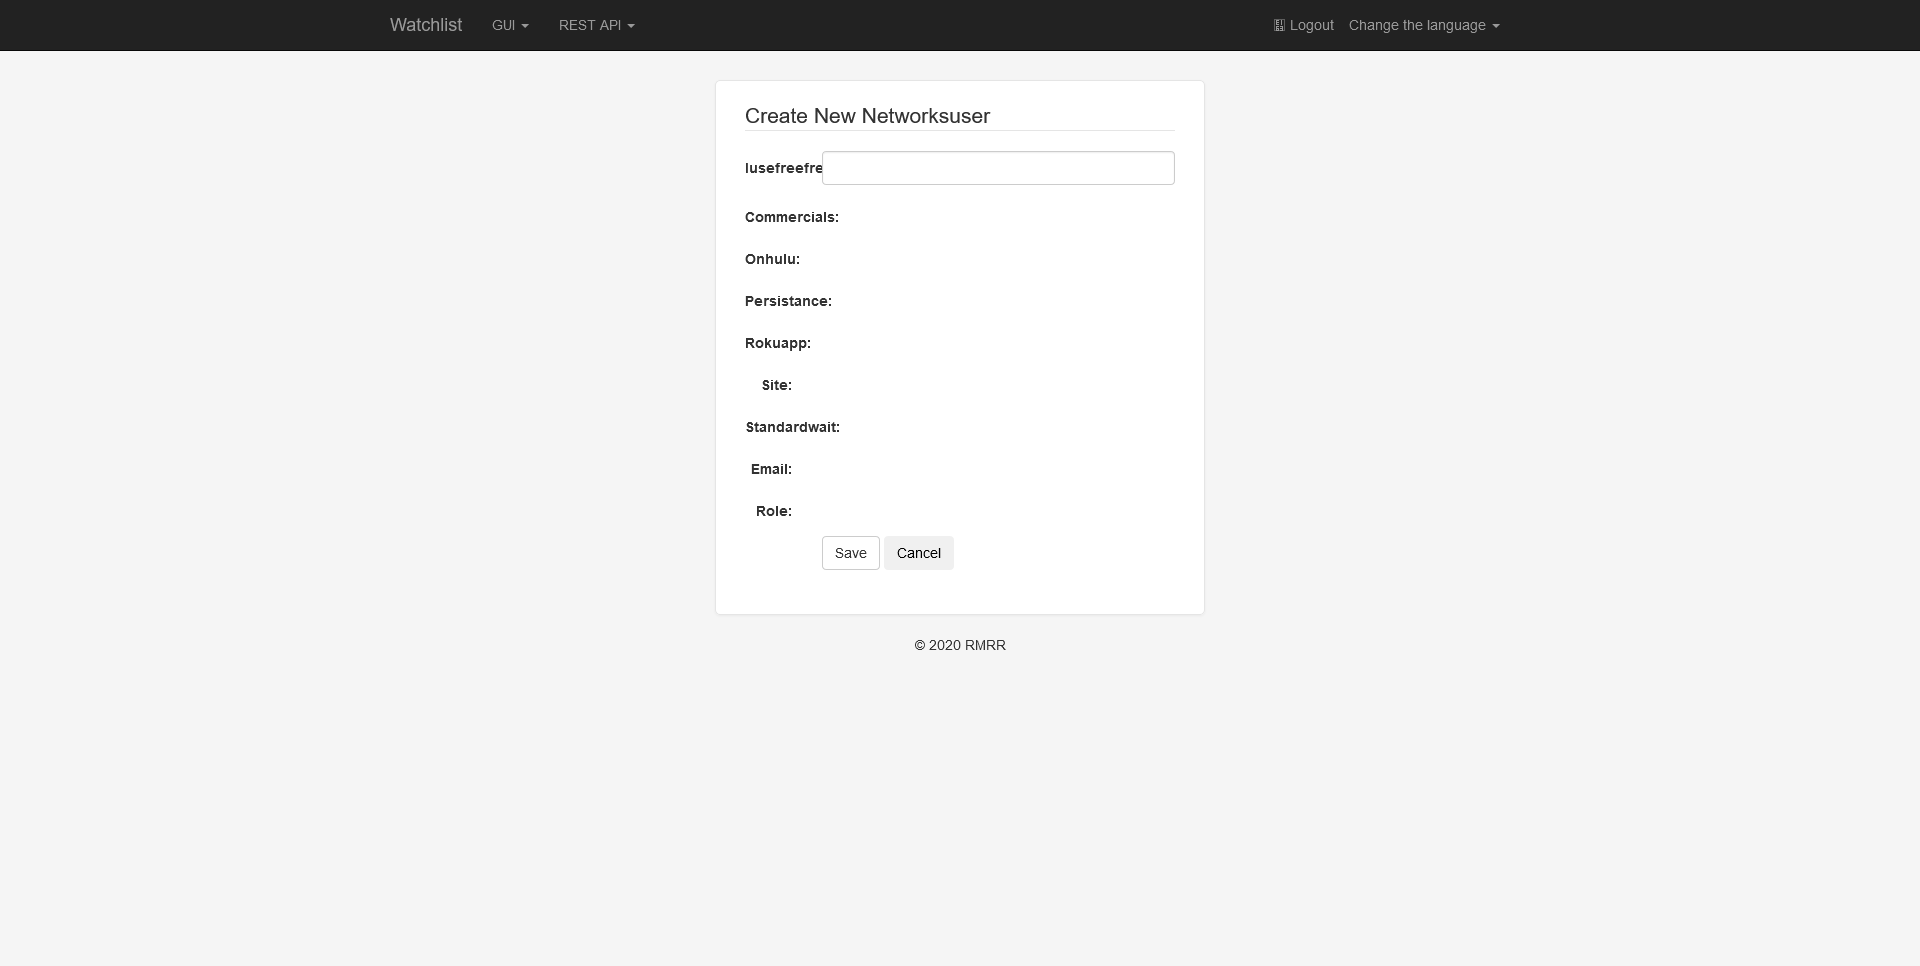 Watchlist GUI REST API Logout Change the language
Create New Networksuser
Commercials:
Onhulu:
Persistance:
Rokuapp:
Site:
Standardwait:
Email:
Role:
Save Cancel
© 2020 RMRR